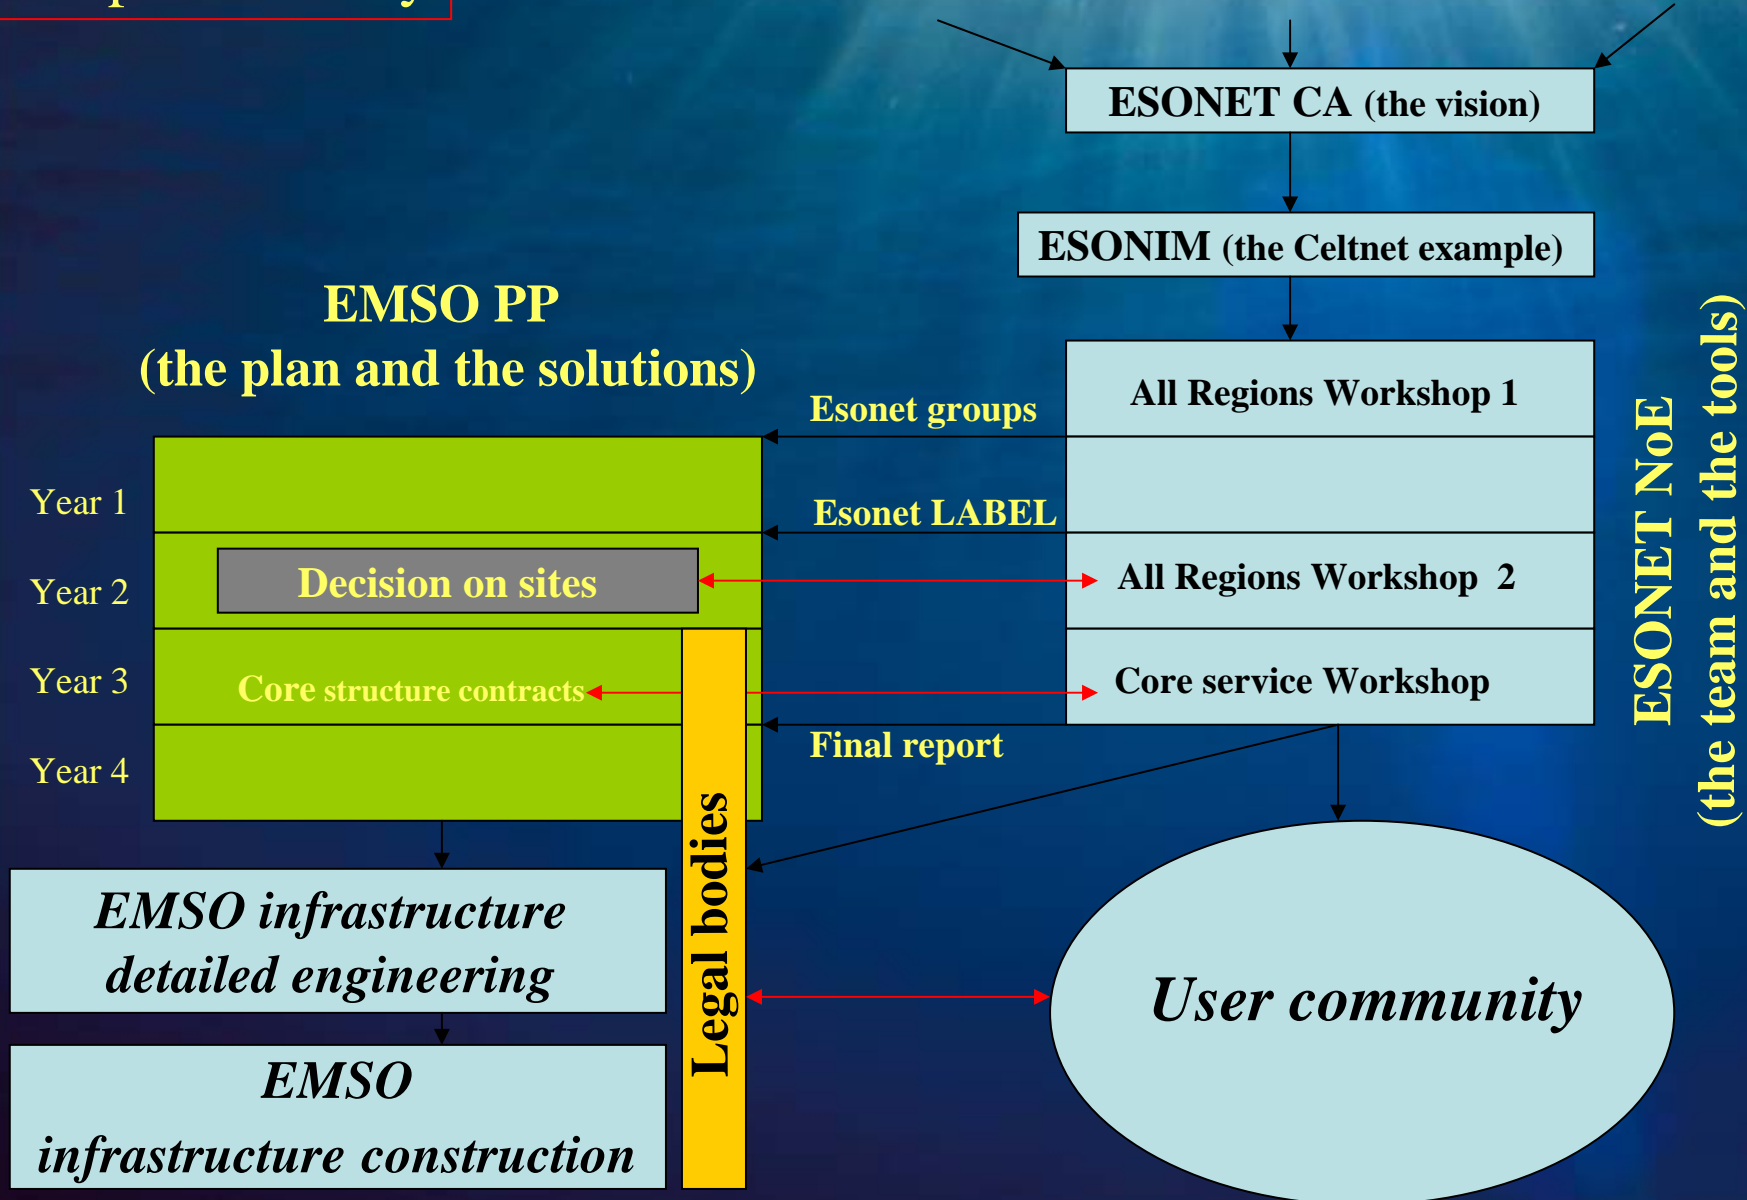 ESONET CA (the vision)
ESONIM (the Celtnet example)
EMSO PP
(the plan and the solutions)
All Regions Workshop 1
Esonet groups
Year 1
Esonet LABEL
Year 2
Decision on sites
All Regions Workshop 2
Year 3
Core structure contracts
Core service Workshop
Final report
Year 4
ESONET NoE
(the team and the tools)
Legal bodies
EMSO infrastructure
detailed engineering
User community
EMSO
infrastructure construction